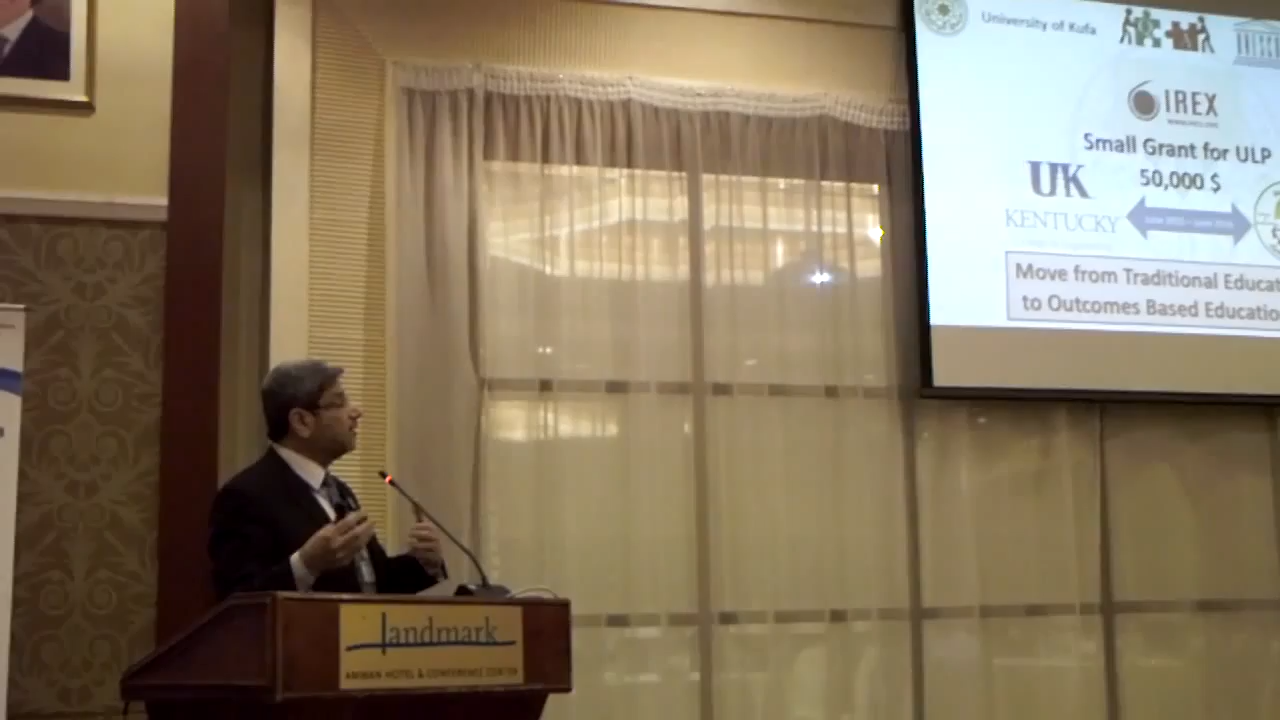 University of Kufa
UNESCO
IREX
Small Grant for ULP
50,000 $
UK
KENTUCKY
Move from Traditional Educat
to Outcomes Based Educatio
landmark
AMMAN HOTEL & CONFERENCE CENTER